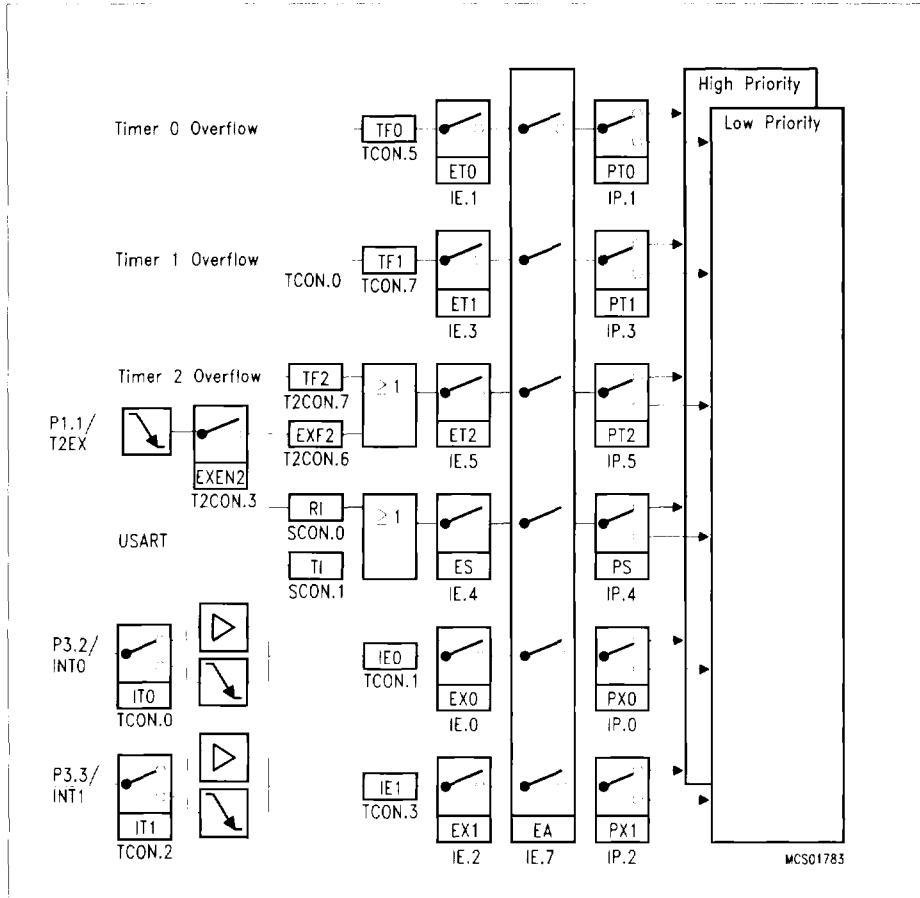 High Priority
Low Priority
Timer 0 Overflow
TF0
TCON.5
ET0
IE.1
PT0
IP.1
Timer 1 Overflow
TCON.0
TF1
TCON.7
ET1
IE.3
PT1
IP.3
Timer 2 Overflow
TF2
T2CON.7
≥1
P1.1/
T2EX
EXEN2
T2CON.3
EXF2
T2CON.6
ET2
IE.5
PT2
IP.5
USART
RI
SCON.0
≥1
TI
SCON.1
ES
IE.4
PS
IP.4
P3.2/
INT0
IT0
TCON.0
IE0
TCON.1
EX0
IE.0
PX0
IP.0
P3.3/
INT1
IT1
TCON.2
IE1
TCON.3
EX1
IE.2
EA
IE.7
PX1
IP.2
MCS01783